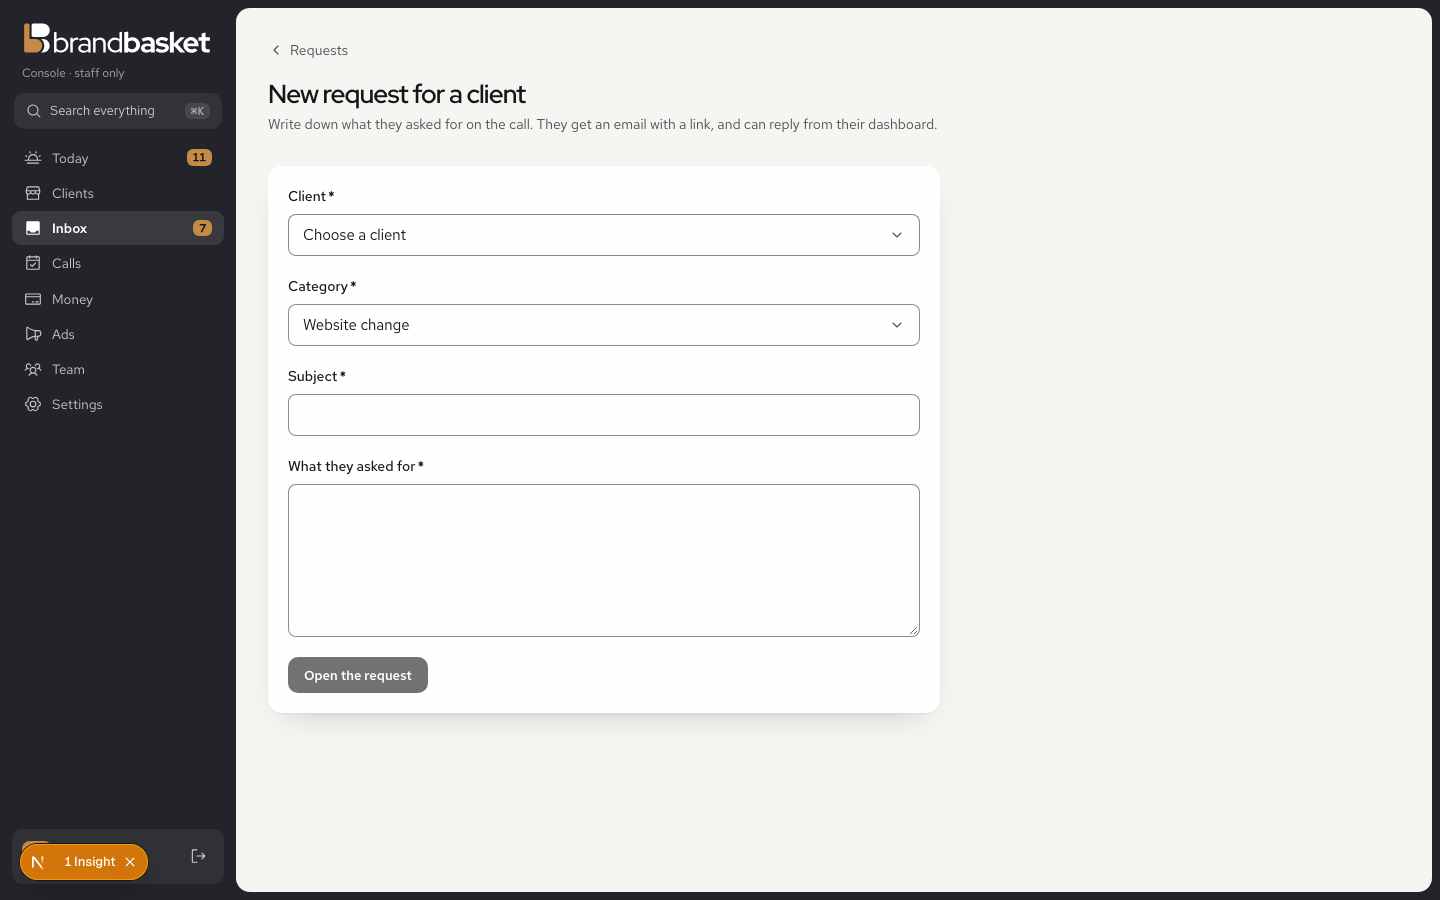 brandbasket
Console · staff only
Search everything
⌘K
Today
11
Clients
Inbox
7
Calls
Money
Ads
Team
Settings
1 Insight
Requests
New request for a client
Write down what they asked for on the call. They get an email with a link, and can reply from their dashboard.
Client *
Choose a client
Category *
Website change
Subject *
What they asked for *
Open the request